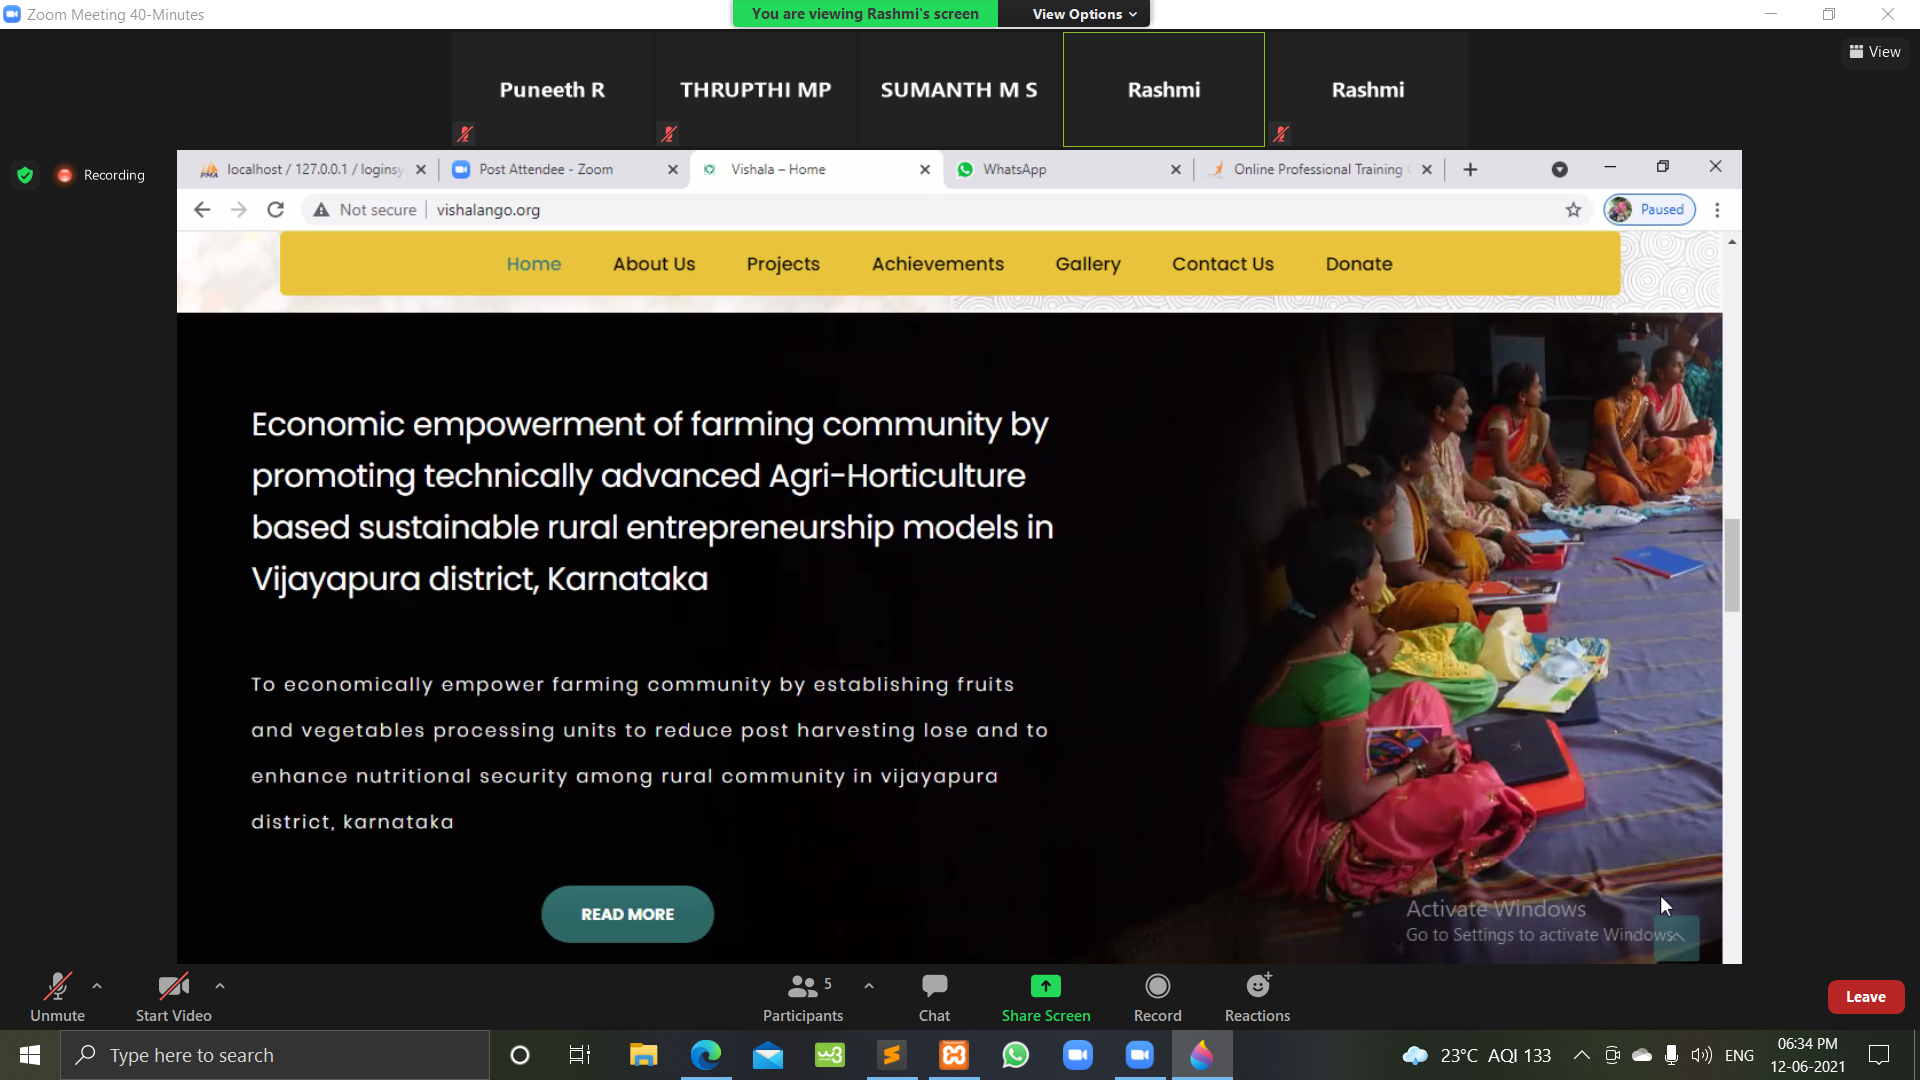 Zoom Meeting 40-Minutes
You are viewing Rashmi's screen
View Options
View
Puneeth R
THRUPTHI MP
SUMANTH M S
Rashmi
Rashmi
Recording
localhost / 127.0.0.1 / loginsy
Post Attendee - Zoom
Vishala – Home
WhatsApp
Online Professional Training
Not secure
vishalango.org
Paused
Home
About Us
Projects
Achievements
Gallery
Contact Us
Donate
Economic empowerment of farming community by
promoting technically advanced Agri-Horticulture
based sustainable rural entrepreneurship models in
Vijayapura district, Karnataka
To economically empower farming community by establishing fruits
and vegetables processing units to reduce post harvesting lose and to
enhance nutritional security among rural community in vijayapura
district, karnataka
READ MORE
Activate Windows
Go to Settings to activate Windows.
Unmute
Start Video
5
Participants
Chat
Share Screen
Record
Reactions
Leave
Type here to search
w3
23°C AQI 133
ENG
06:34 PM
12-06-2021